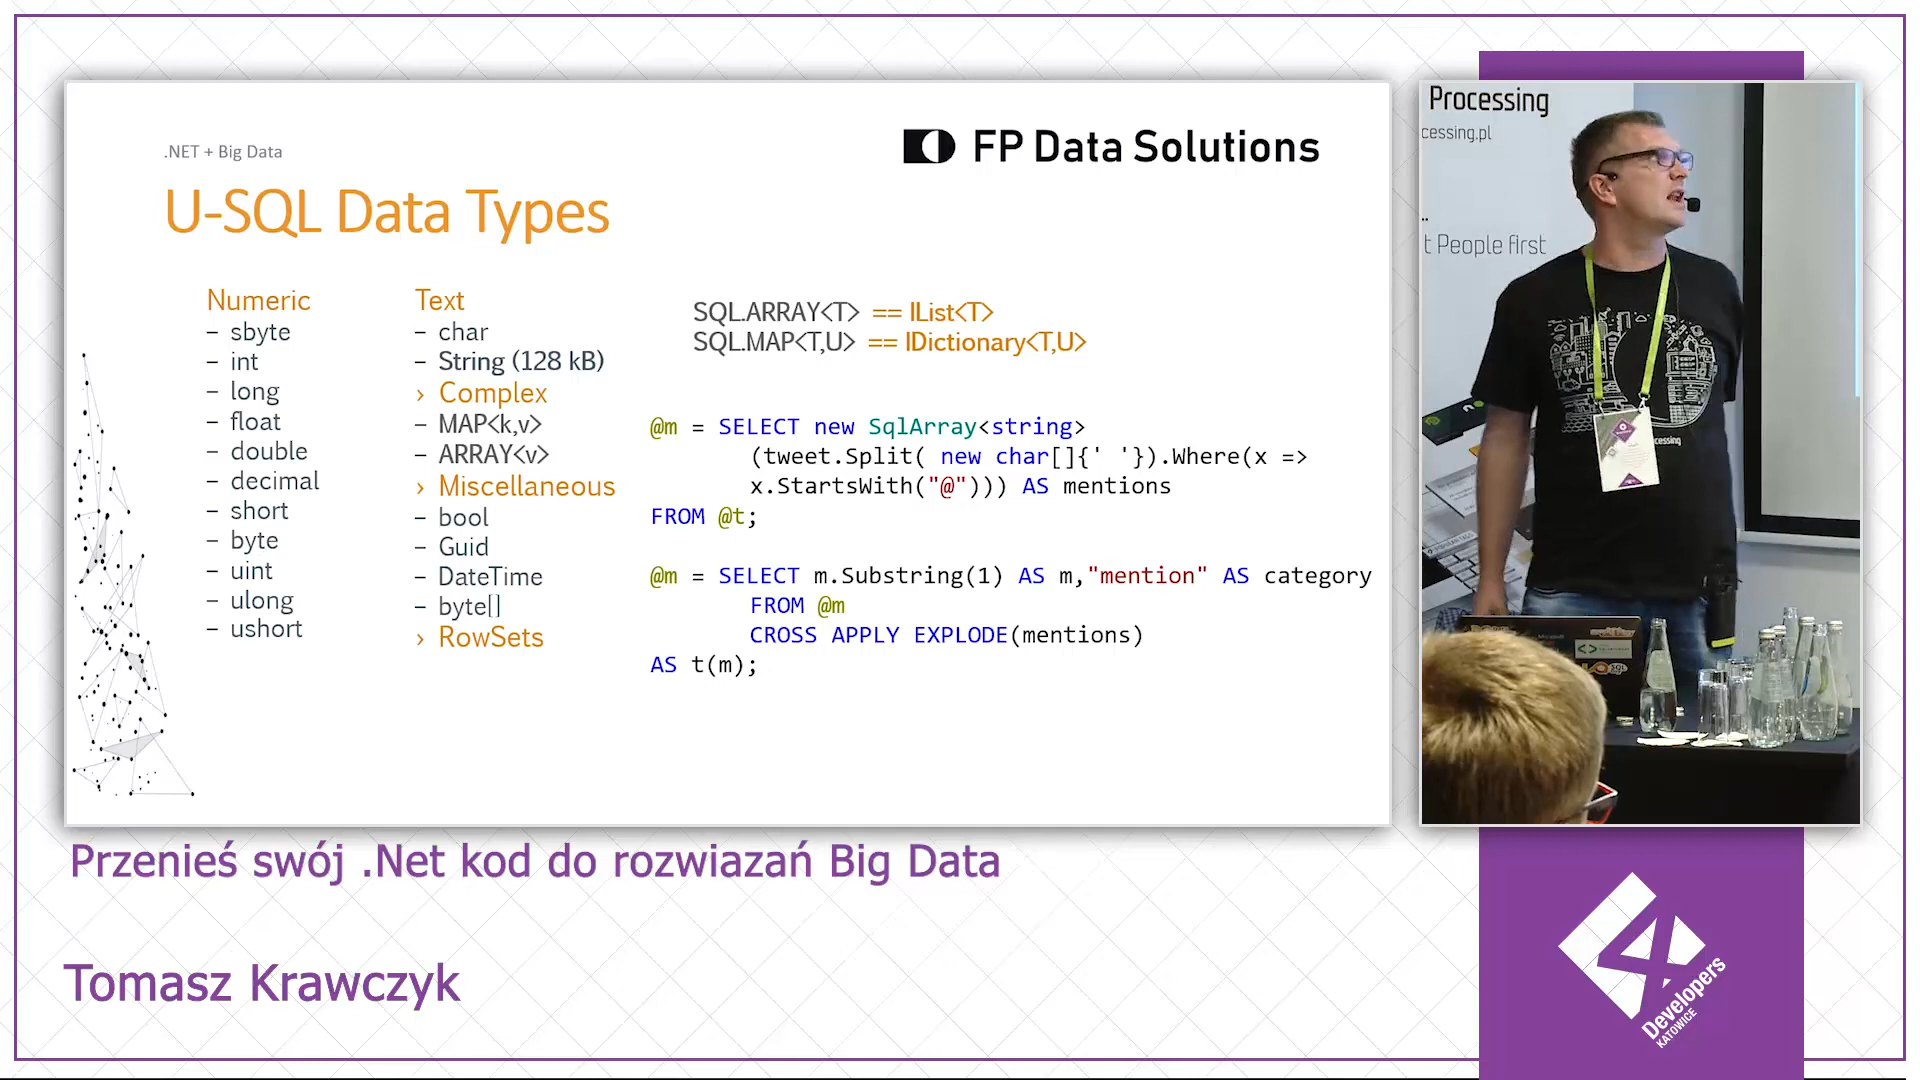 .NET + Big Data
FP Data Solutions
U-SQL Data Types
Numeric
– sbyte
– int
– long
– float
– double
– decimal
– short
– byte
– uint
– ulong
– ushort
Text
– char
– String (128 kB)
› Complex
– MAP<k,v>
– ARRAY<v>
› Miscellaneous
– bool
– Guid
– DateTime
– byte[]
› RowSets
SQL.ARRAY<T> == IList<T>
SQL.MAP<T,U> == IDictionary<T,U>
@m = SELECT new SqlArray<string>
(tweet.Split( new char[]{' '}).Where(x =>
x.StartsWith("@"))) AS mentions
FROM @t;
@m = SELECT m.Substring(1) AS m,"mention" AS category
FROM @m
CROSS APPLY EXPLODE(mentions)
AS t(m);
Processing
cessing.pl
t People first
Przenieś swój .Net kod do rozwiazań Big Data
Tomasz Krawczyk
4
Developers
KATOWICE